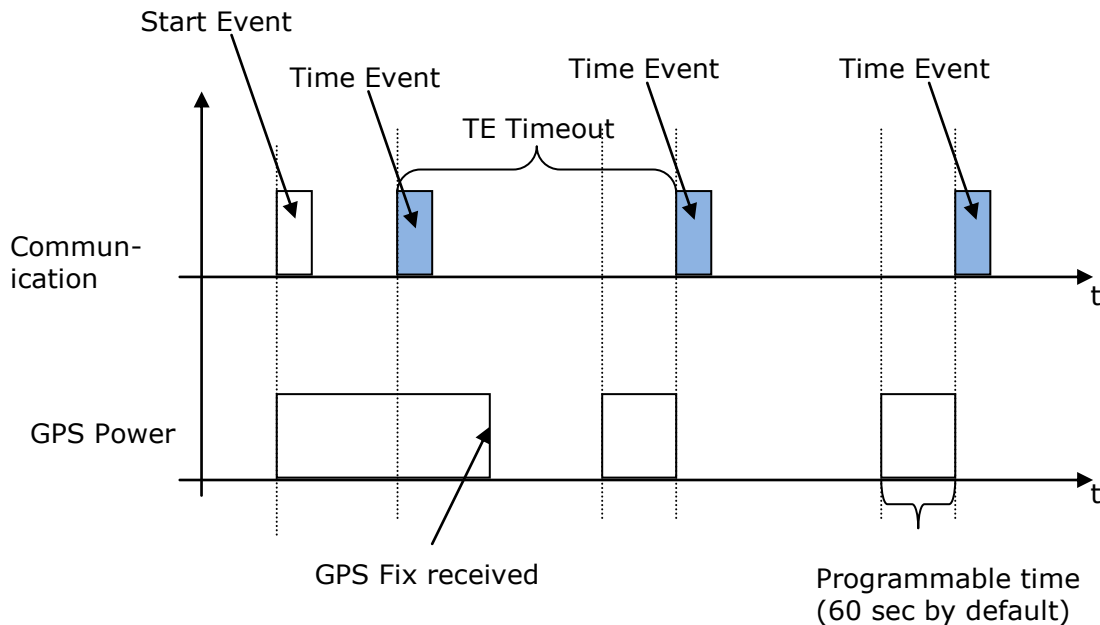 Start Event
Time Event
Time Event
Time Event
TE Timeout
Commun-
ication
t
GPS Power
t
GPS Fix received
Programmable time
(60 sec by default)